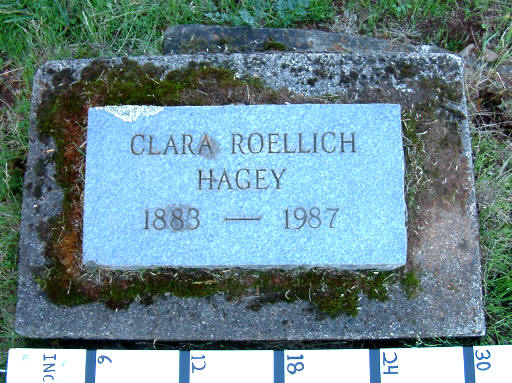 CLARA ROELLICH
HAGEY
1883 — 1987
INC 6 12 18 24 30